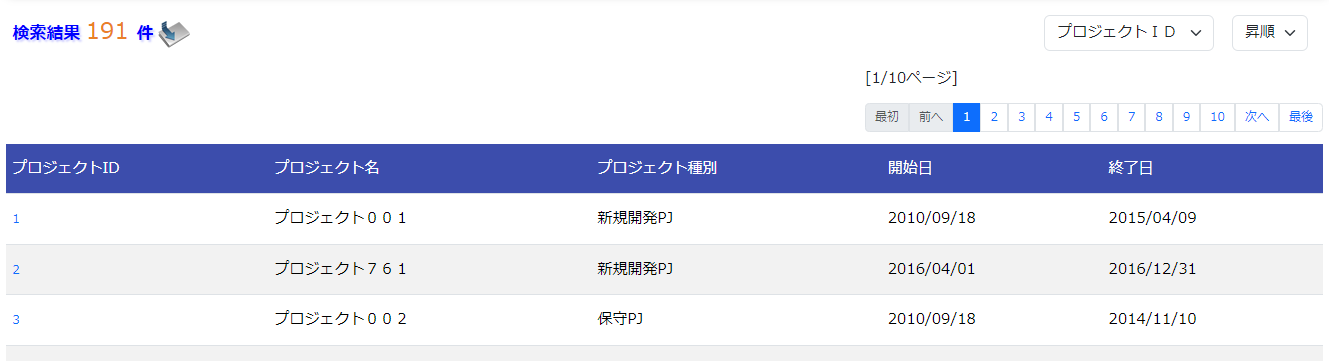 検索結果 191 件
プロジェクトＩＤ 昇順
[1/10ページ]
最初 前へ 1 2 3 4 5 6 7 8 9 10 次へ 最後
プロジェクトID プロジェクト名 プロジェクト種別 開始日 終了日
1 プロジェクト００１ 新規開発PJ 2010/09/18 2015/04/09
2 プロジェクト７６１ 新規開発PJ 2016/04/01 2016/12/31
3 プロジェクト００２ 保守PJ 2010/09/18 2014/11/10